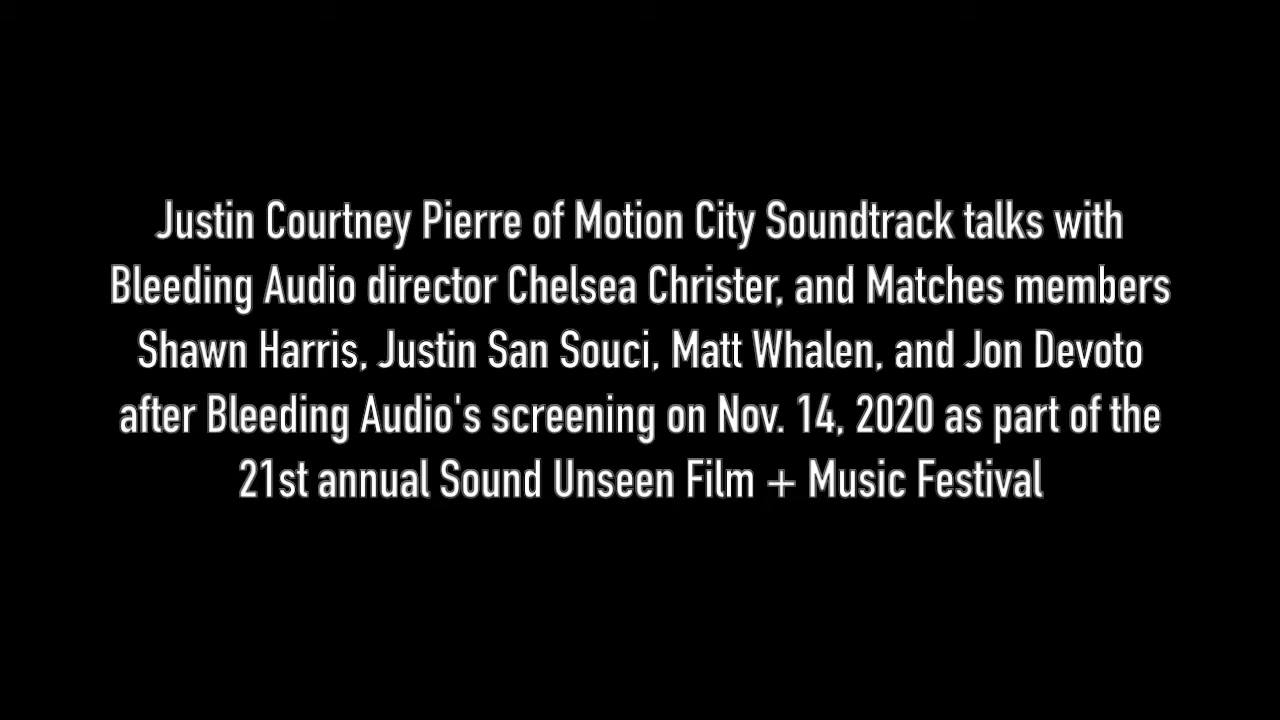 Justin Courtney Pierre of Motion City Soundtrack talks with
Bleeding Audio director Chelsea Christer, and Matches members
Shawn Harris, Justin San Souci, Matt Whalen, and Jon Devoto
after Bleeding Audio's screening on Nov. 14, 2020 as part of the
21st annual Sound Unseen Film + Music Festival